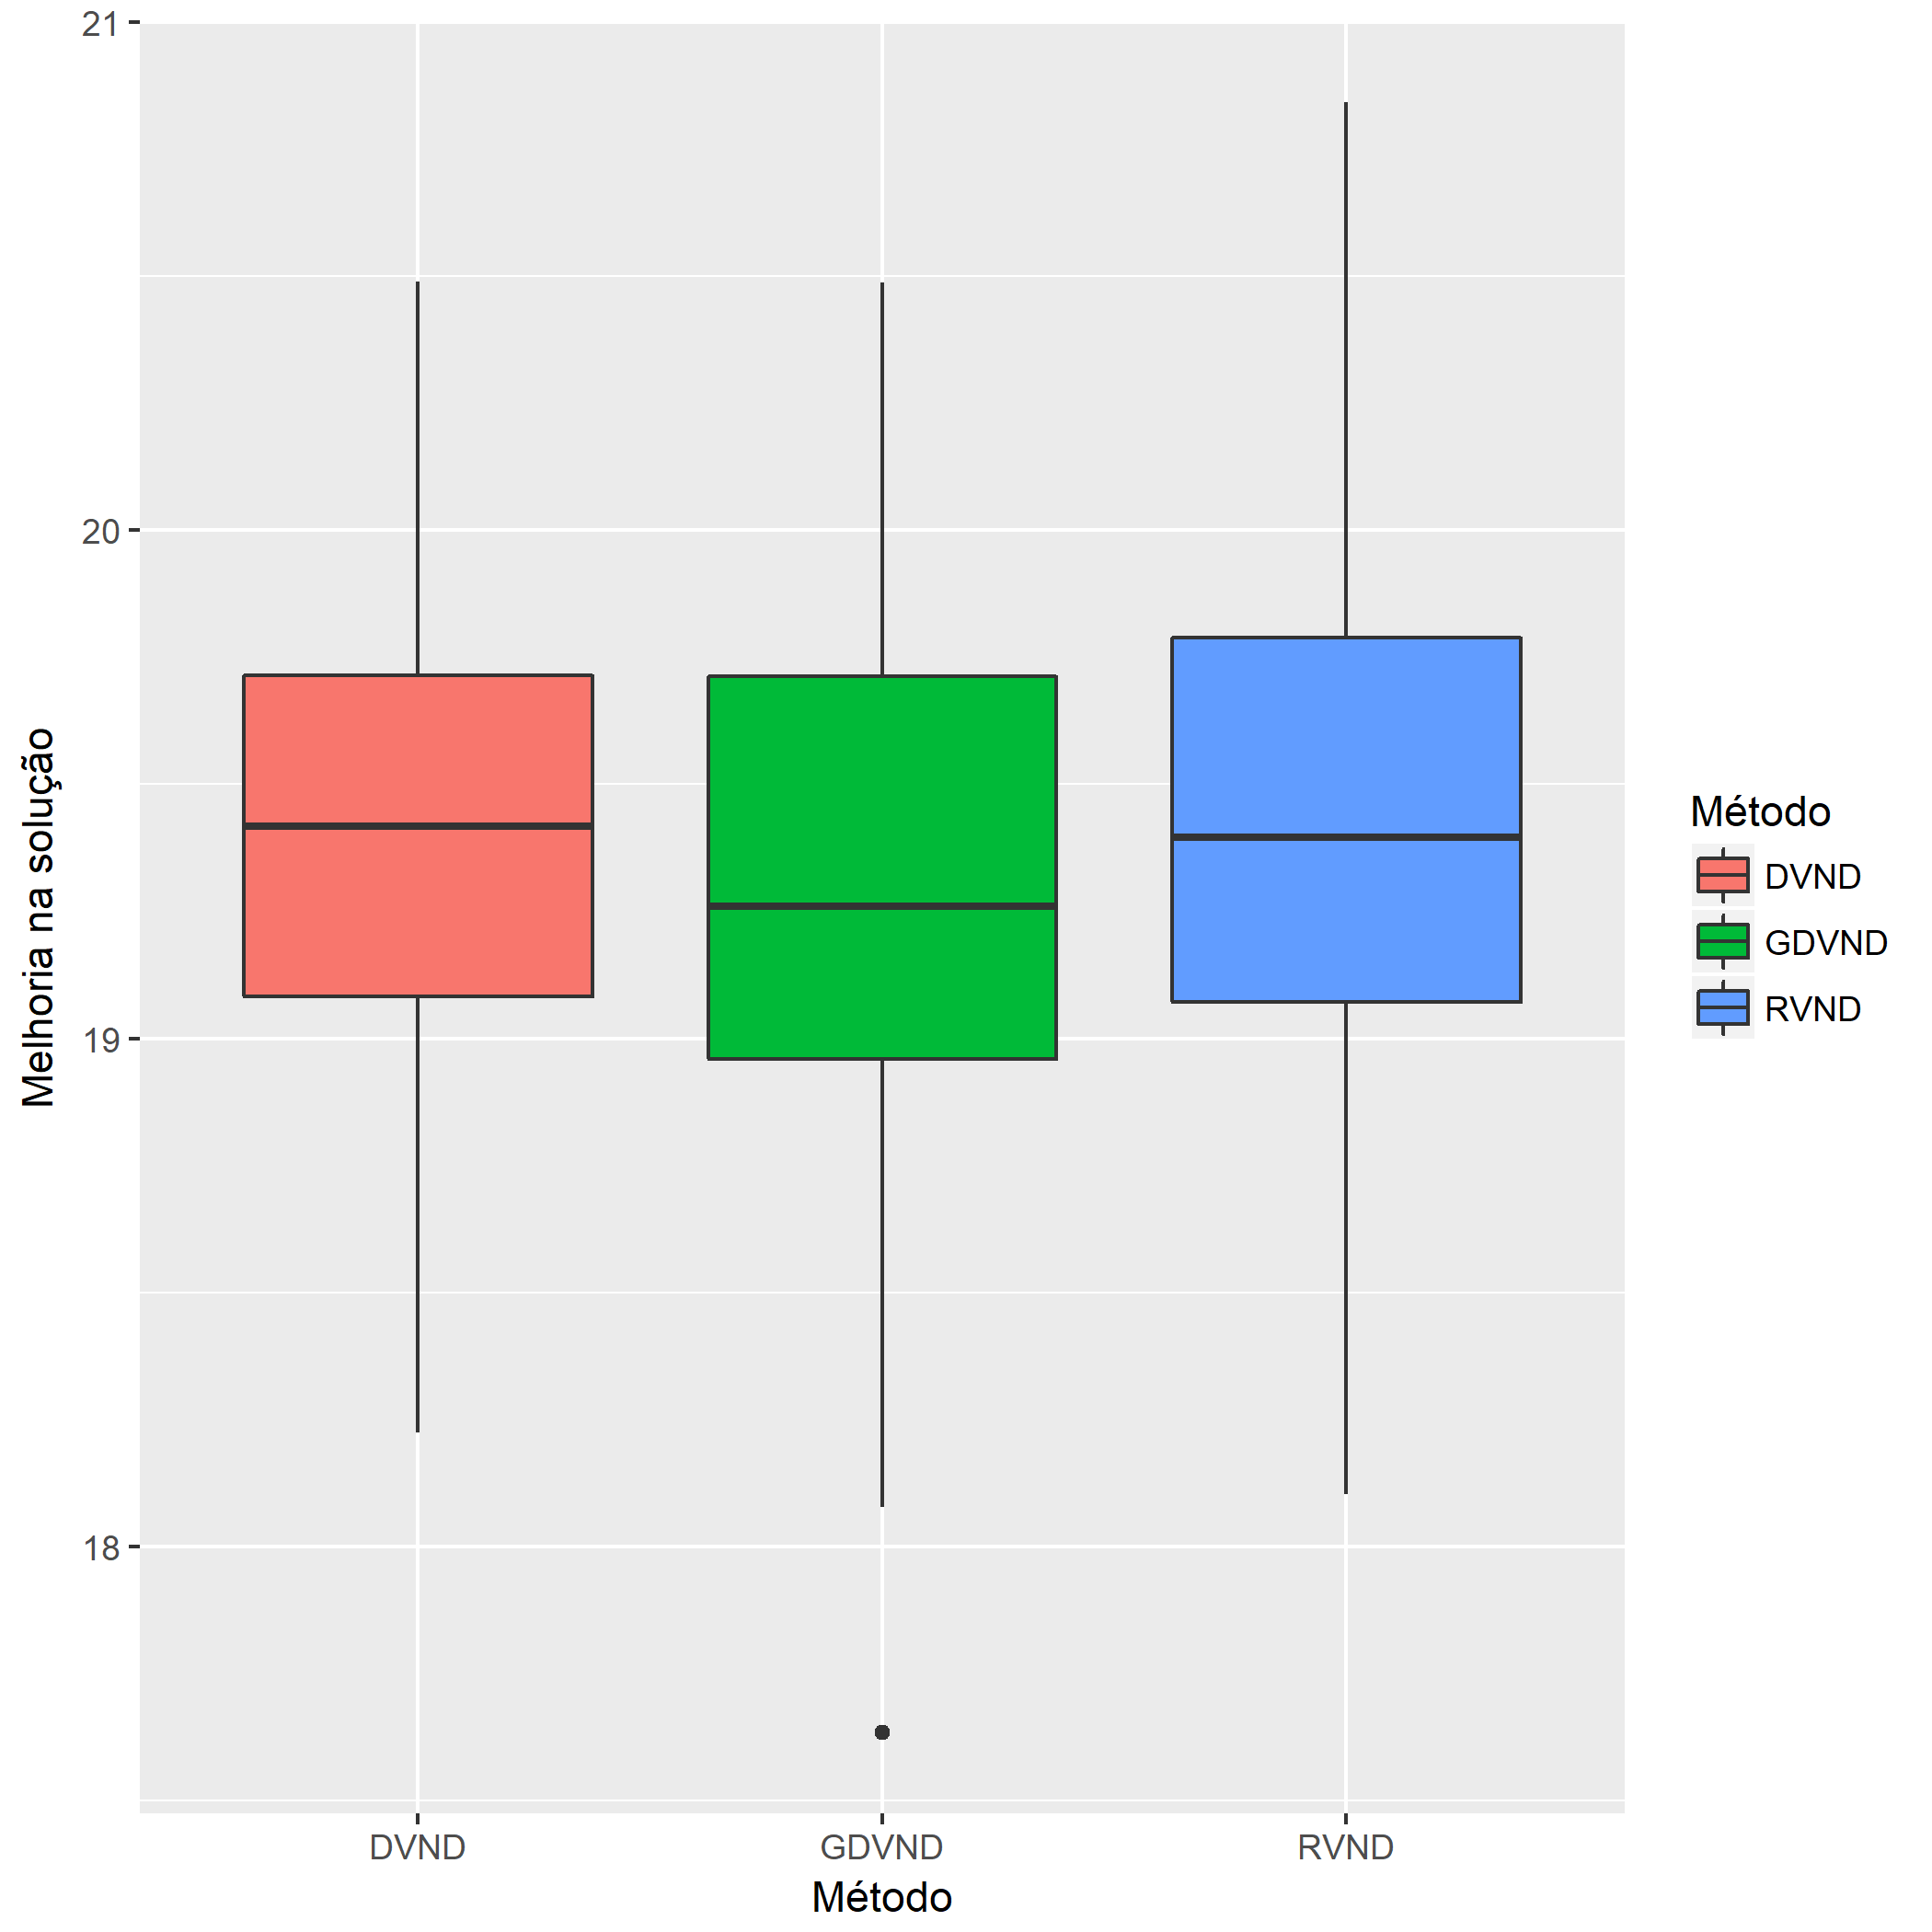 Melhoria na solução
21
20
19
18
DVND
GDVND
RVND
Método
Método
DVND
GDVND
RVND